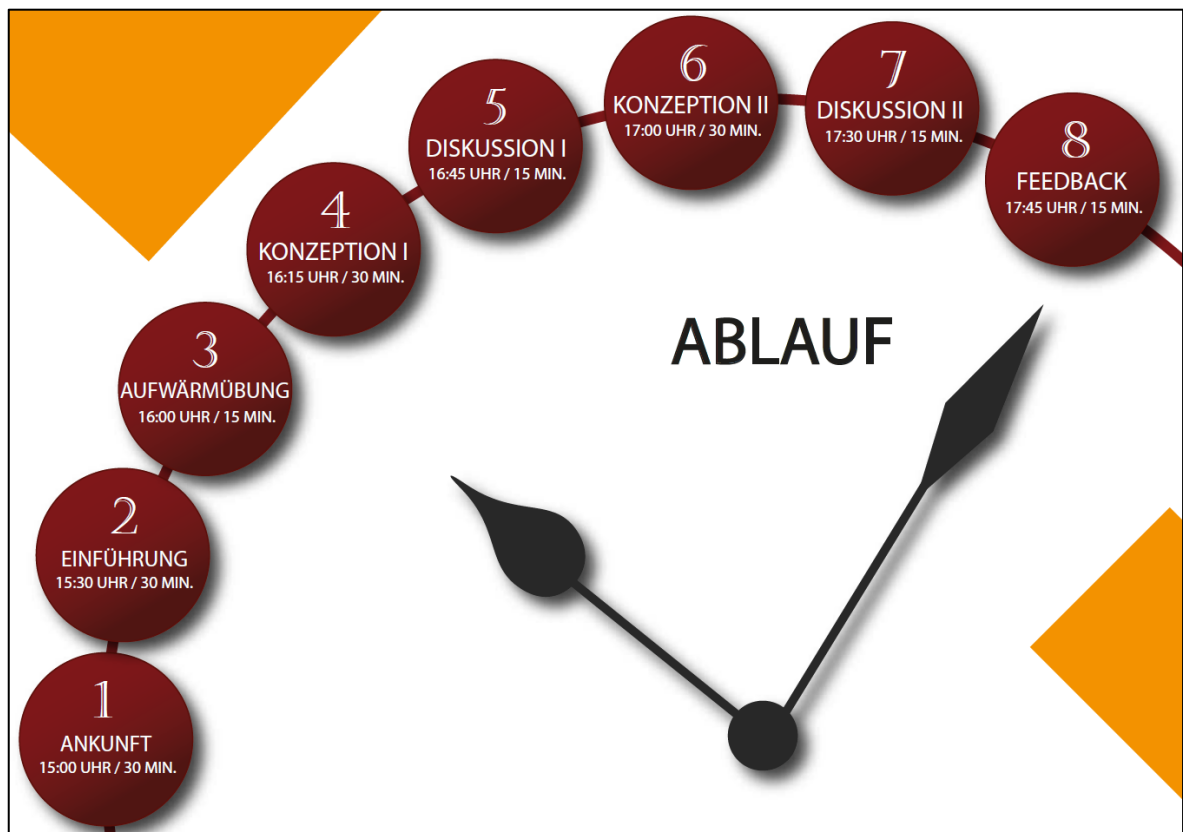 ABLAUF
1
ANKUNFT
15:00 UHR / 30 MIN.
2
EINFÜHRUNG
15:30 UHR / 30 MIN.
3
AUFWÄRMÜBUNG
16:00 UHR / 15 MIN.
4
KONZEPTION I
16:15 UHR / 30 MIN.
5
DISKUSSION I
16:45 UHR / 15 MIN.
6
KONZEPTION II
17:00 UHR / 30 MIN.
7
DISKUSSION II
17:30 UHR / 15 MIN.
8
FEEDBACK
17:45 UHR / 15 MIN.